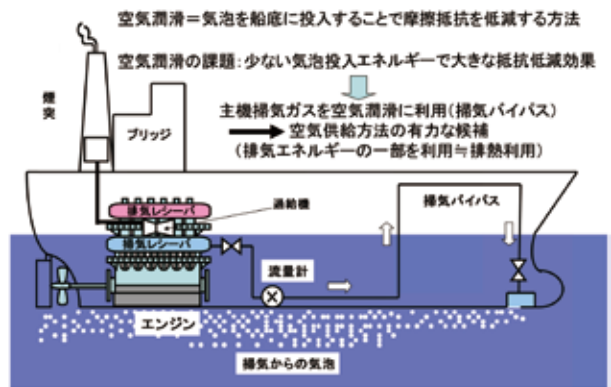 空気潤滑＝気泡を船底に投入することで摩擦抵抗を低減する方法
空気潤滑の課題：少ない気泡投入エネルギーで大きな抵抗低減効果
主機掃気ガスを空気潤滑に利用（掃気バイパス）
空気供給方法の有力な候補
（排気エネルギーの一部を利用≒排熱利用）
煙突
ブリッジ
排気レシーバ
過給機
掃気バイパス
掃気レシーバ
流量計
エンジン
掃気からの気泡